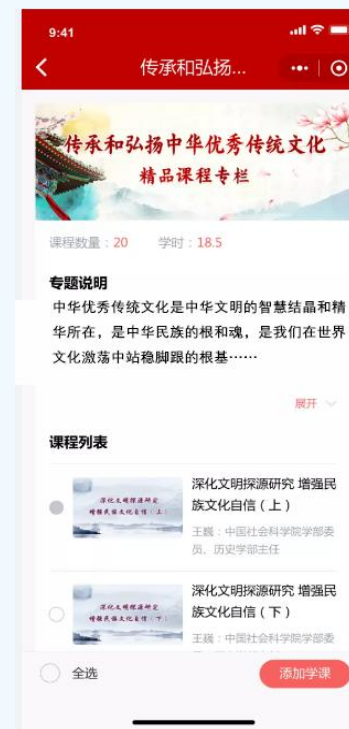 9:41
传承和弘扬...
传承和弘扬中华优秀传统文化
精品课程专栏
课程数量：20 学时：18.5
专题说明
中华优秀传统文化是中华文明的智慧结晶和精
华所在，是中华民族的根和魂，是我们在世界
文化激荡中站稳脚跟的根基……
展开
课程列表
深化文明探源研究
增强民族文化自信（上）
深化文明探源研究 增强民
族文化自信（上）
王巍：中国社会科学院学部委
员、历史学部主任
深化文明探源研究
增强民族文化自信（下）
深化文明探源研究 增强民
族文化自信（下）
王巍：中国社会科学院学部委
全选
添加学课